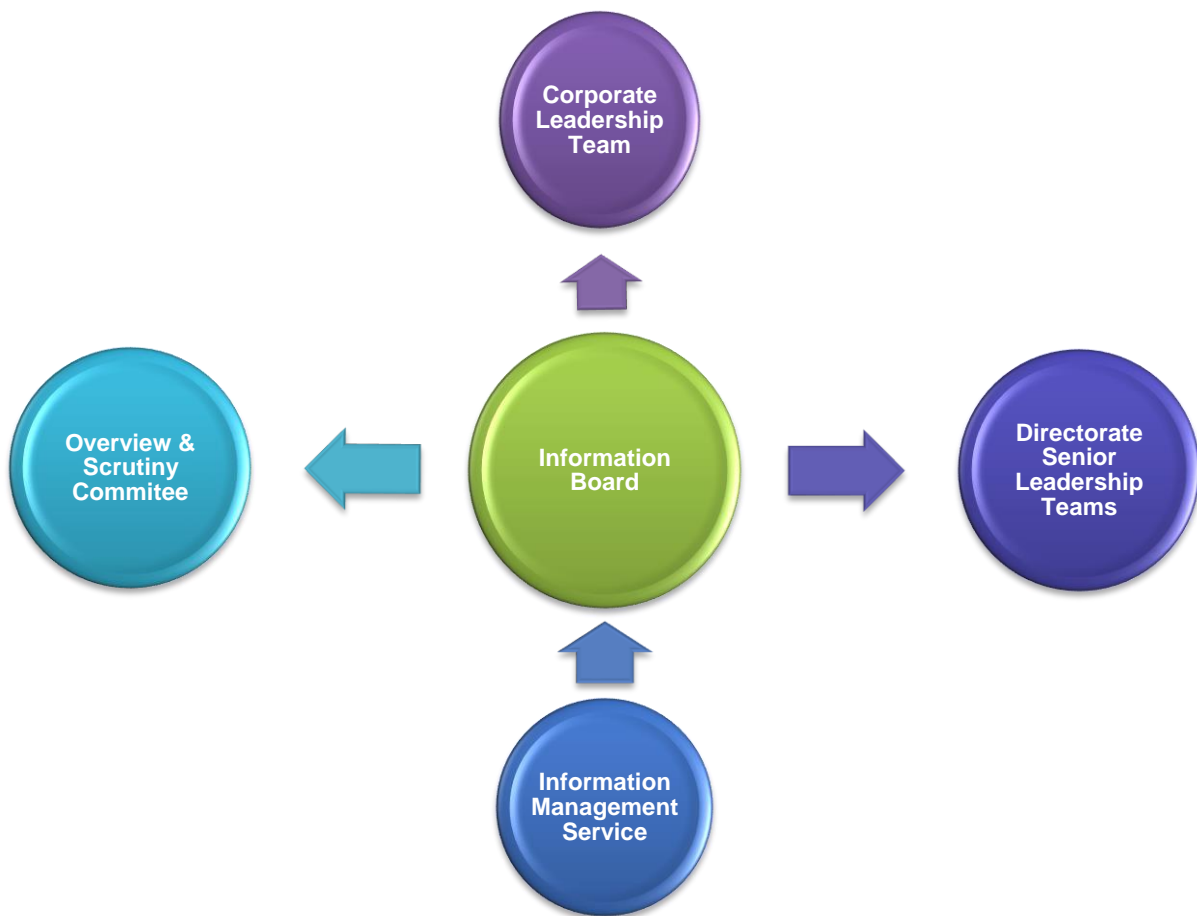 Corporate
Leadership
Team
Overview &
Scrutiny
Commitee
Information
Board
Directorate
Senior
Leadership
Teams
Information
Management
Service